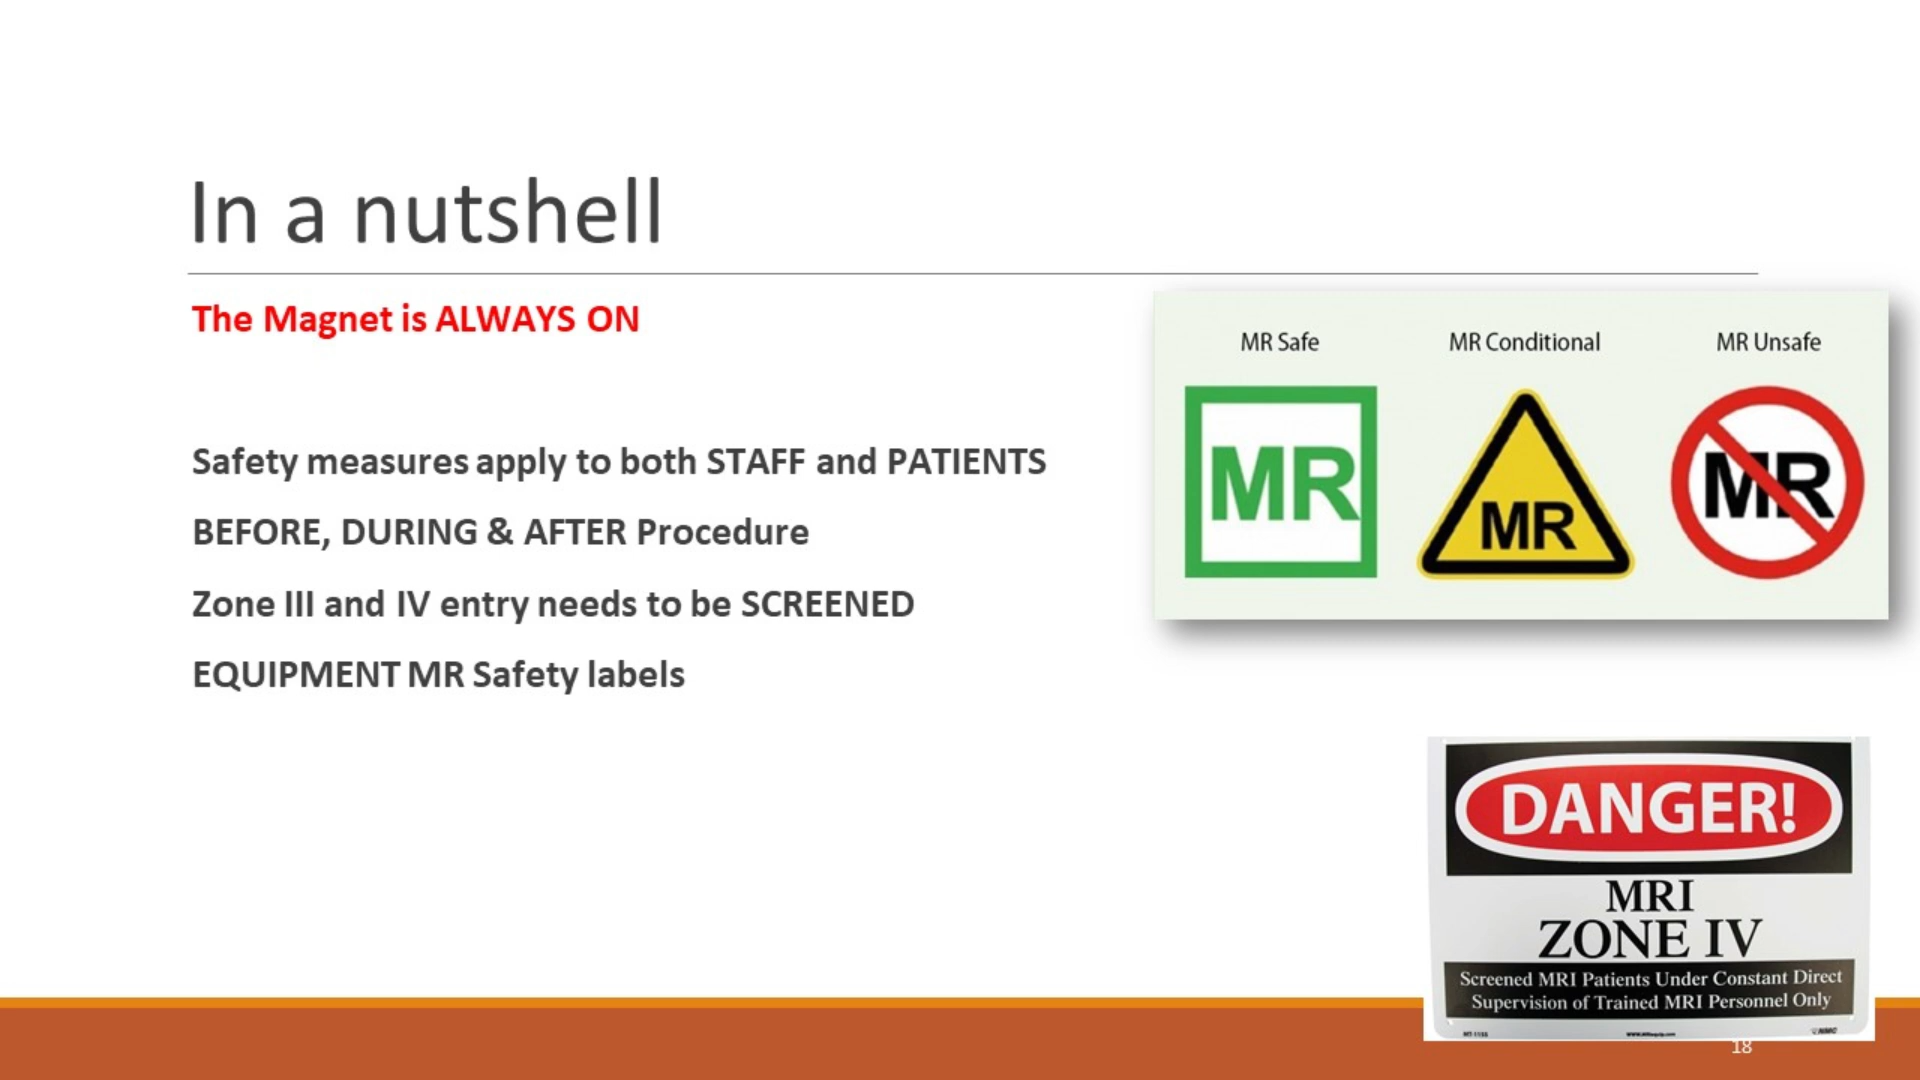 In a nutshell
The Magnet is ALWAYS ON
Safety measures apply to both STAFF and PATIENTS
BEFORE, DURING & AFTER Procedure
Zone III and IV entry needs to be SCREENED
EQUIPMENT MR Safety labels
MR Safe
MR Conditional
MR Unsafe
MR
MR
MR
DANGER!
MRI
ZONE IV
Screened MRI Patients Under Constant Direct
Supervision of Trained MRI Personnel Only
18